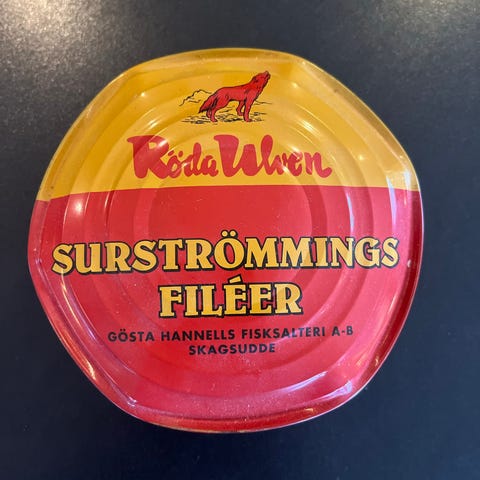 Röda Ulven
SURSTRÖMMINGS
FILÉER
GÖSTA HANNELLS FISKSALTERI A-B
SKAGSUDDE